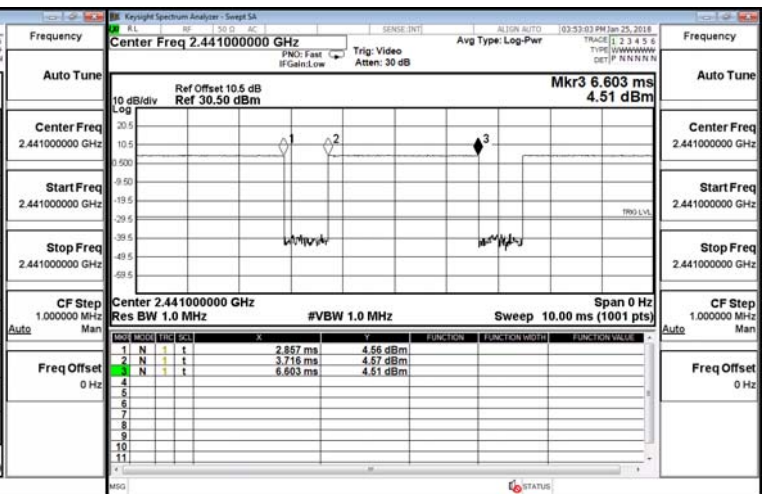 Keysight Spectrum Analyzer - Swept SA
RL RF 50 Ω AC SENSE:INT ALIGN AUTO 03:53:03 PM Jan 25, 2018
Center Freq 2.441000000 GHz
PNO: Fast
IFGain:Low
Trig: Video
Atten: 30 dB
Avg Type: Log-Pwr
TRACE 1 2 3 4 5 6
TYPE WWWWWW
DET P N N N N N
Ref Offset 10.5 dB
10 dB/div Ref 30.50 dBm
Log
Mkr3 6.603 ms
4.51 dBm
20.5
10.5
0.500
-9.50
-19.5
-29.5
-39.5
-49.5
-59.5
1
2
3
TRIG LVL
Center 2.441000000 GHz Span 0 Hz
Res BW 1.0 MHz #VBW 1.0 MHz Sweep 10.00 ms (1001 pts)
MKR MODE TRC SCL X Y FUNCTION FUNCTION WIDTH FUNCTION VALUE
1 N 1 t 2.857 ms 4.56 dBm
2 N 1 t 3.716 ms 4.57 dBm
3 N 1 t 6.603 ms 4.51 dBm
4
5
6
7
8
9
10
11
MSG STATUS
Frequency
Auto Tune
Center Freq
2.441000000 GHz
Start Freq
2.441000000 GHz
Stop Freq
2.441000000 GHz
CF Step
1.000000 MHz
Auto Man
Freq Offset
0 Hz
Frequency
Auto Tune
Center Freq
2.441000000 GHz
Start Freq
2.441000000 GHz
Stop Freq
2.441000000 GHz
CF Step
1.000000 MHz
Auto Man
Freq Offset
0 Hz